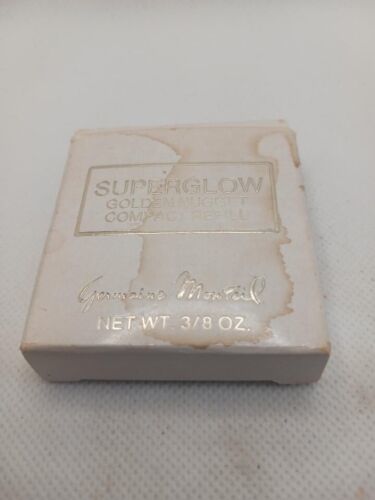 SUPERGLOW
GOLDEN NUGGET
COMPACT REFILL
Germaine Monteil
NET WT. 3/8 OZ.